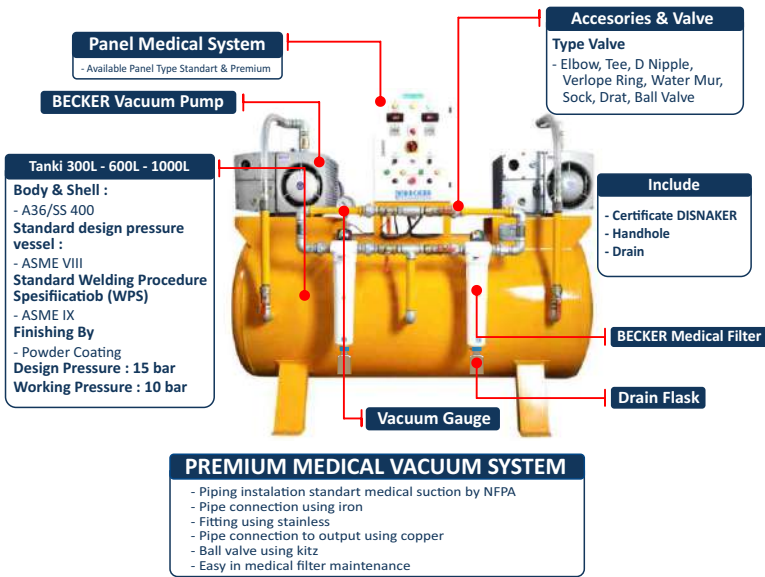 Panel Medical System
- Available Panel Type Standart & Premium
BECKER Vacuum Pump
Accesories & Valve
Type Valve
- Elbow, Tee, D Nipple,
Verlope Ring, Water Mur,
Sock, Drat, Ball Valve
Tanki 300L - 600L - 1000L
Body & Shell :
- A36/SS 400
Standard design pressure
vessel :
- ASME VIII
Standard Welding Procedure
Spesifiicatiob (WPS)
- ASME IX
Finishing By
- Powder Coating
Design Pressure : 15 bar
Working Pressure : 10 bar
Include
- Certificate DISNAKER
- Handhole
- Drain
BECKER Medical Filter
Drain Flask
Vacuum Gauge
PREMIUM MEDICAL VACUUM SYSTEM
- Piping instalation standart medical suction by NFPA
- Pipe connection using iron
- Fitting using stainless
- Pipe connection to output using copper
- Ball valve using kitz
- Easy in medical filter maintenance